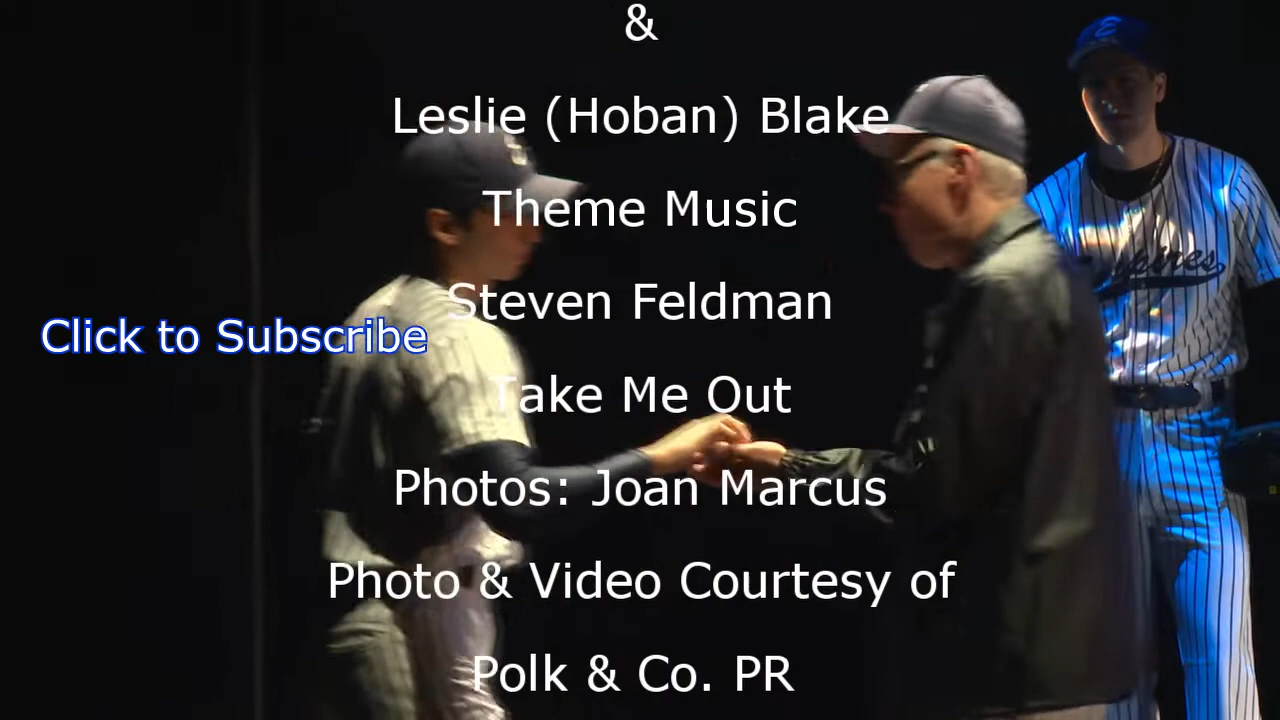 &
Leslie (Hoban) Blake
Theme Music
Steven Feldman
Click to Subscribe
Take Me Out
Photos: Joan Marcus
Photo & Video Courtesy of
Polk & Co. PR